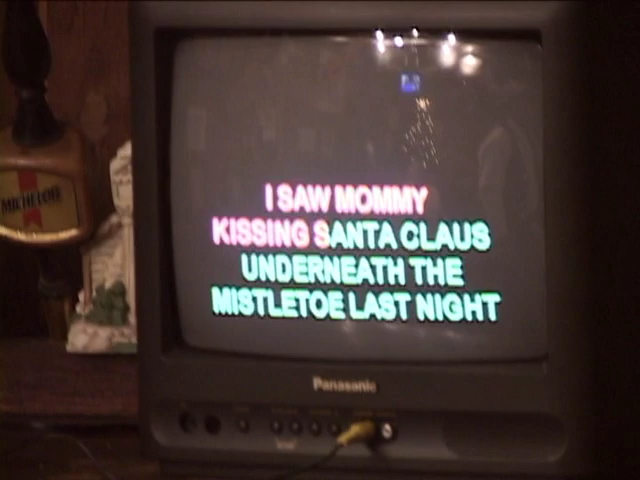 I SAW MOMMY
KISSING SANTA CLAUS
UNDERNEATH THE
MISTLETOE LAST NIGHT
MICHELOB
Panasonic